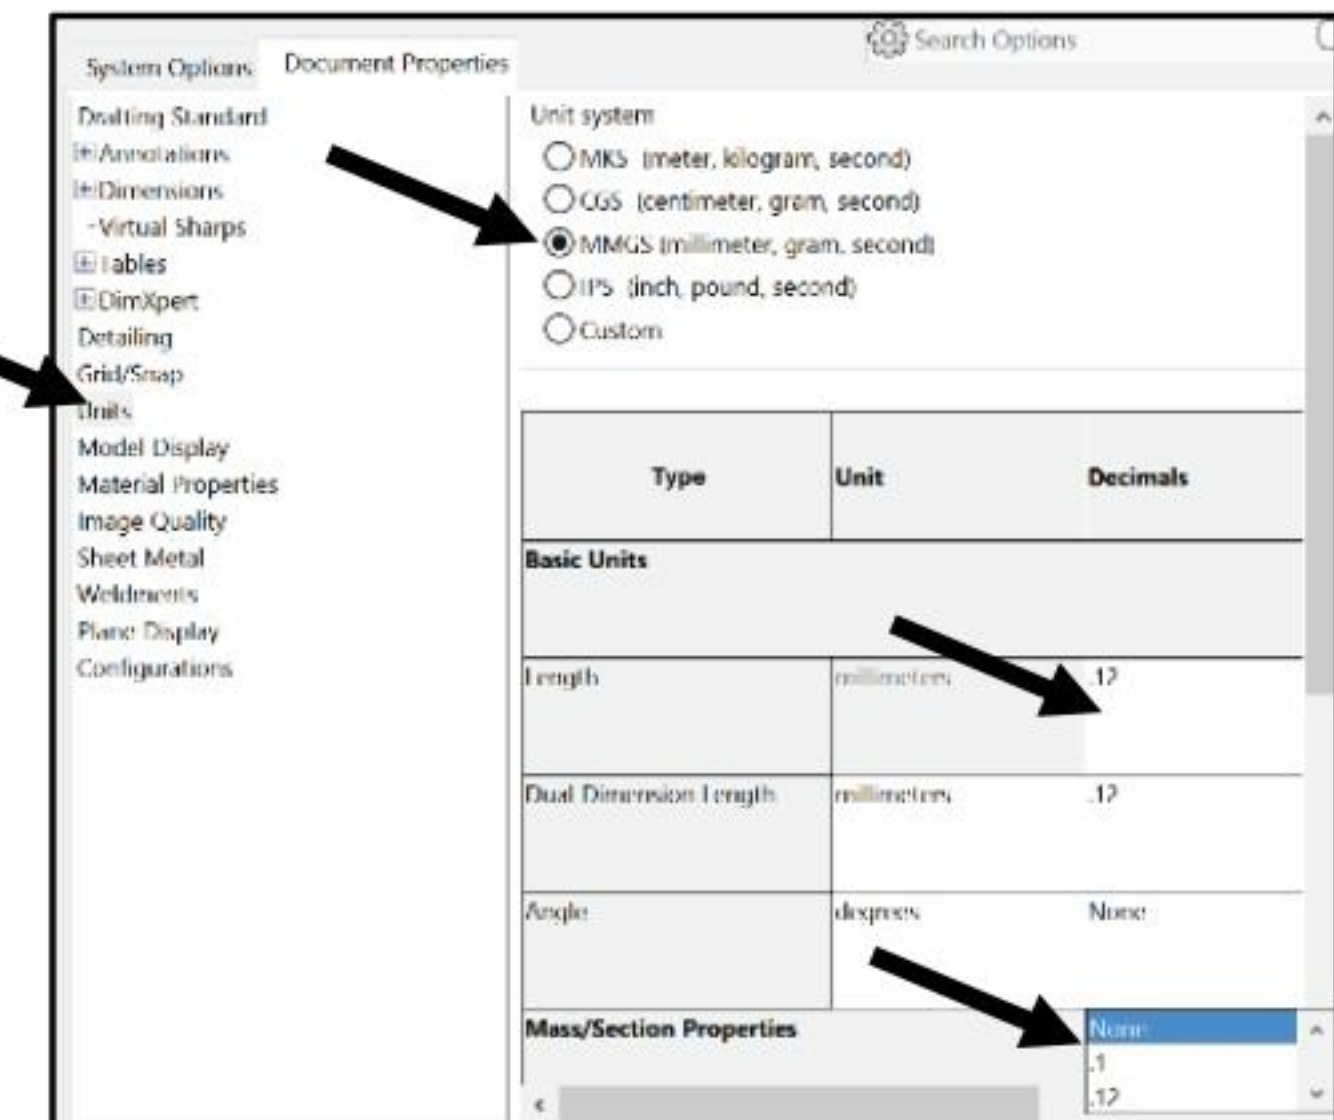 Search Options
System Options Document Properties
Drafting Standard
Annotations
Dimensions
Virtual Sharps
Tables
DimXpert
Detailing
Grid/Snap
Units
Model Display
Material Properties
Image Quality
Sheet Metal
Weldments
Plane Display
Configurations
Unit system
MKS (meter, kilogram, second)
CGS (centimeter, gram, second)
MMGS (millimeter, gram, second)
IPS (inch, pound, second)
Custom
Type Unit Decimals
Basic Units
Length millimeters .12
Dual Dimension Length millimeters .12
Angle degrees None
Mass/Section Properties None
.1
.12